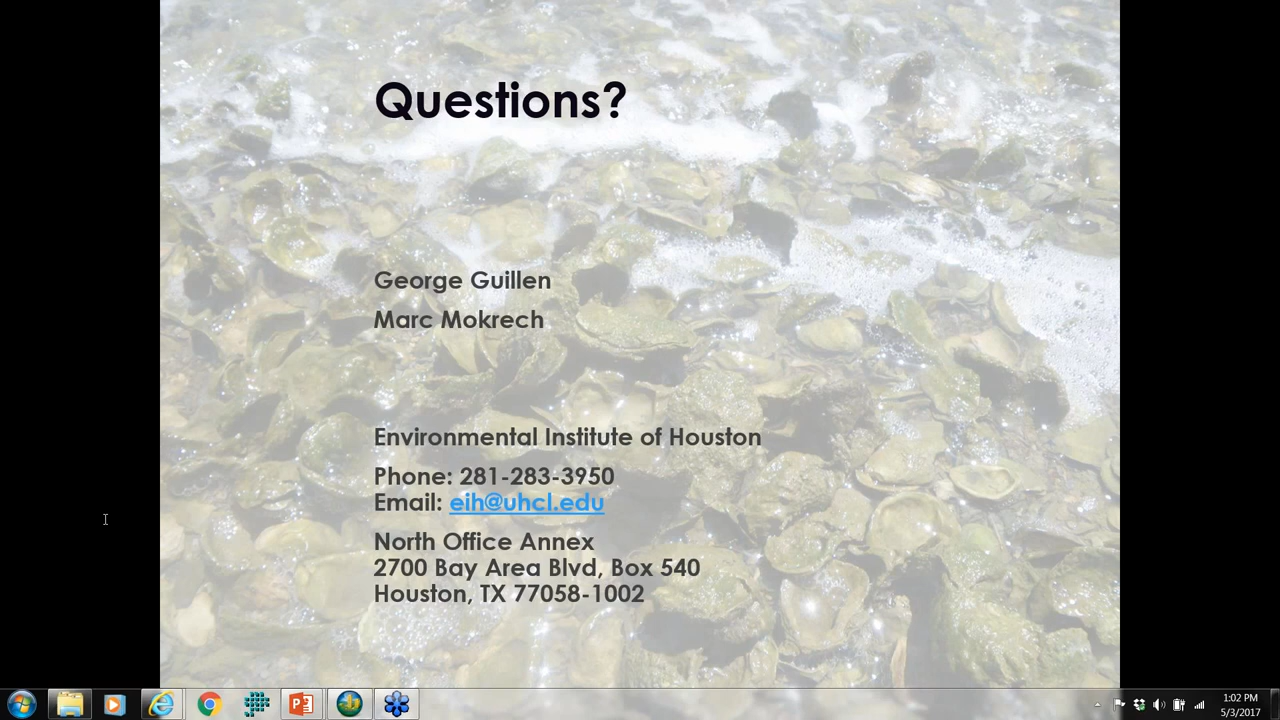 Questions?
George Guillen
Marc Mokrech
Environmental Institute of Houston
Phone: 281-283-3950
Email: eih@uhcl.edu
North Office Annex
2700 Bay Area Blvd, Box 540
Houston, TX 77058-1002
1:02 PM
5/3/2017